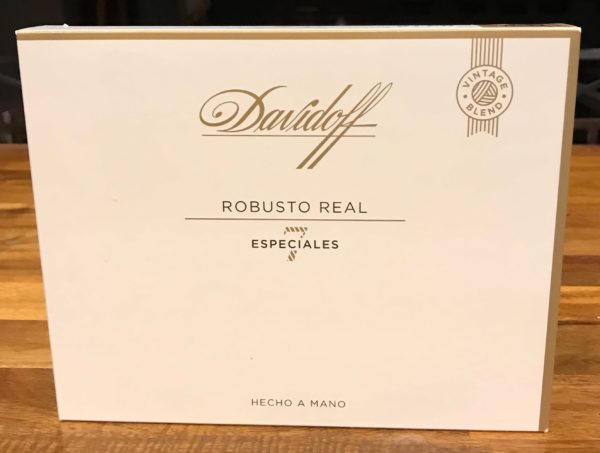 VINTAGE
BLEND
Davidoff
ROBUSTO REAL
7
ESPECIALES
HECHO A MANO